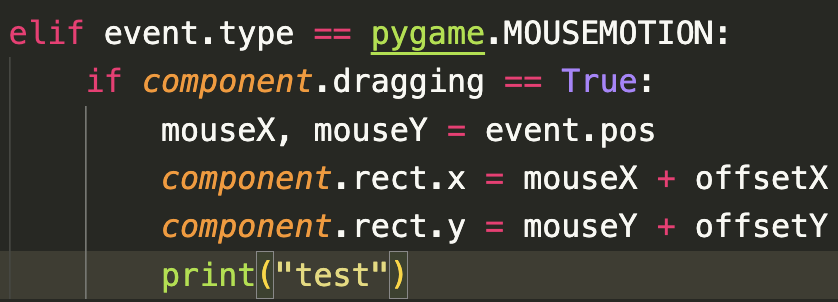 elif event.type == pygame.MOUSEMOTION:
if component.dragging == True:
mouseX, mouseY = event.pos
component.rect.x = mouseX + offsetX
component.rect.y = mouseY + offsetY
print("test")